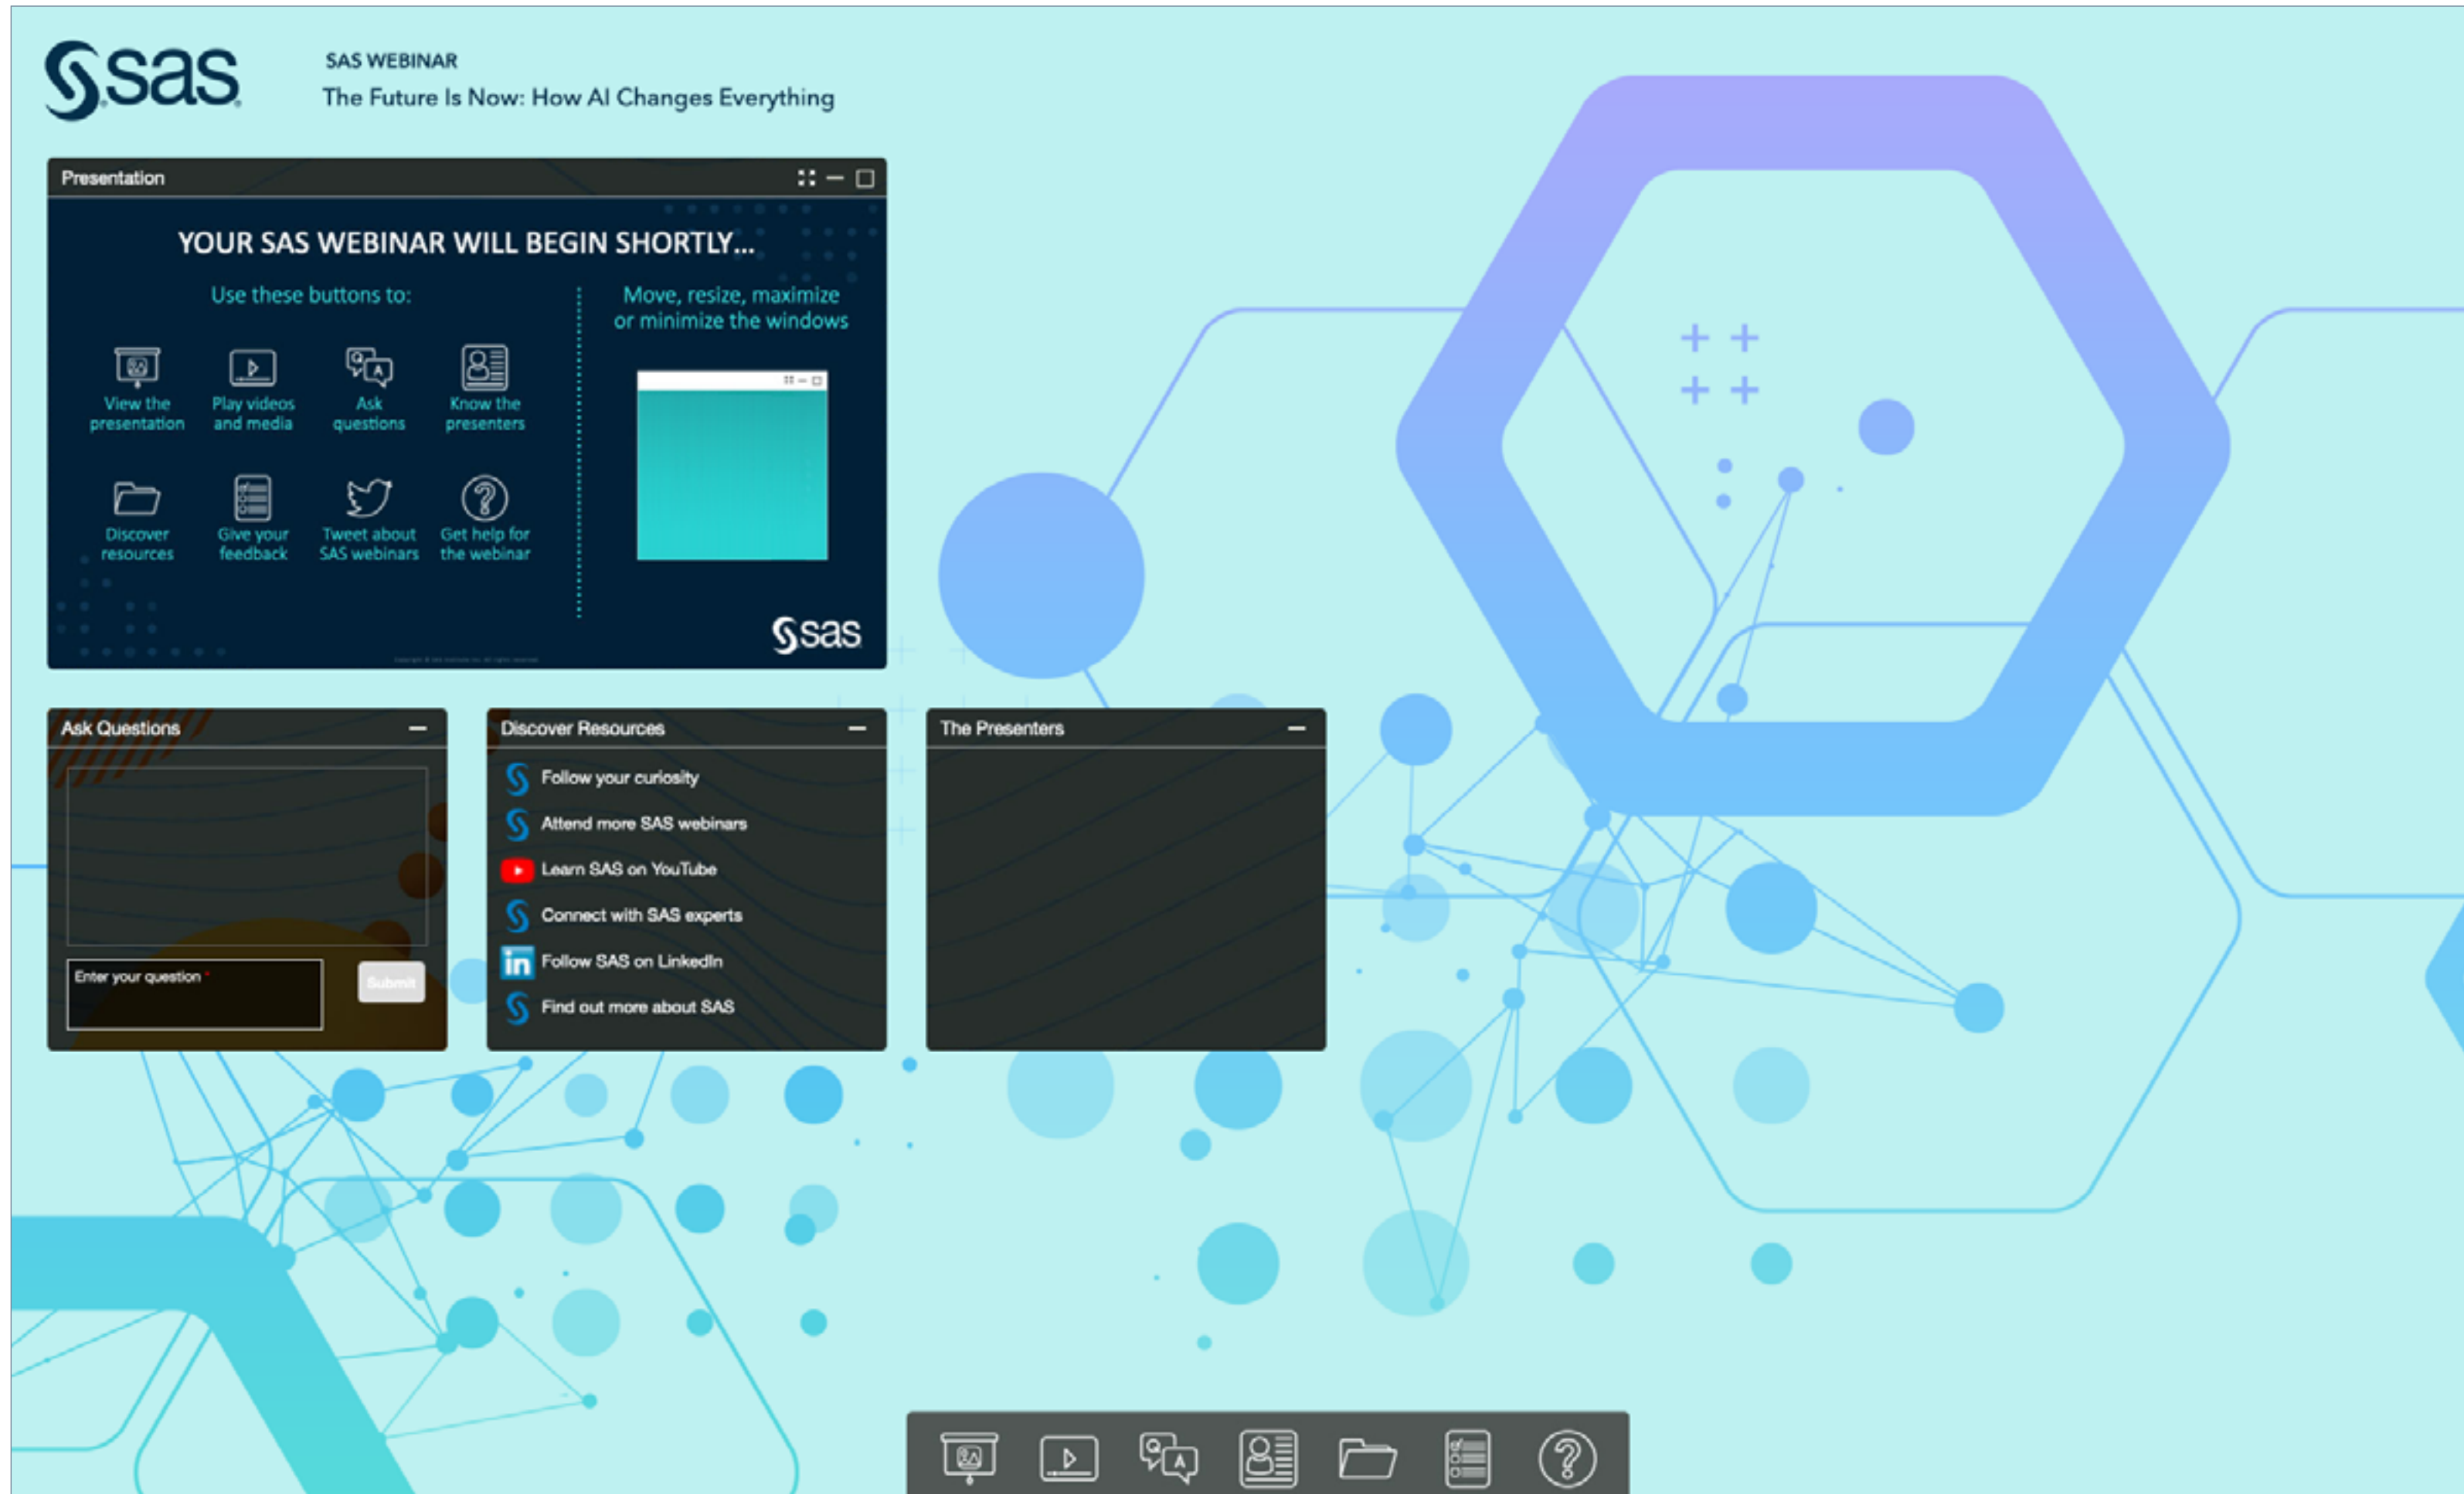 sas
SAS WEBINAR
The Future Is Now: How AI Changes Everything
Presentation
YOUR SAS WEBINAR WILL BEGIN SHORTLY...
Use these buttons to:
View the
presentation
Play videos
and media
Q
A
Ask
questions
Know the
presenters
Discover
resources
Give your
feedback
Tweet about
SAS webinars
?
Get help for
the webinar
Move, resize, maximize
or minimize the windows
sas
Ask Questions
Enter your question *
Submit
Discover Resources
Follow your curiosity
Attend more SAS webinars
Learn SAS on YouTube
Connect with SAS experts
in
Follow SAS on LinkedIn
Find out more about SAS
The Presenters
Q
A
?